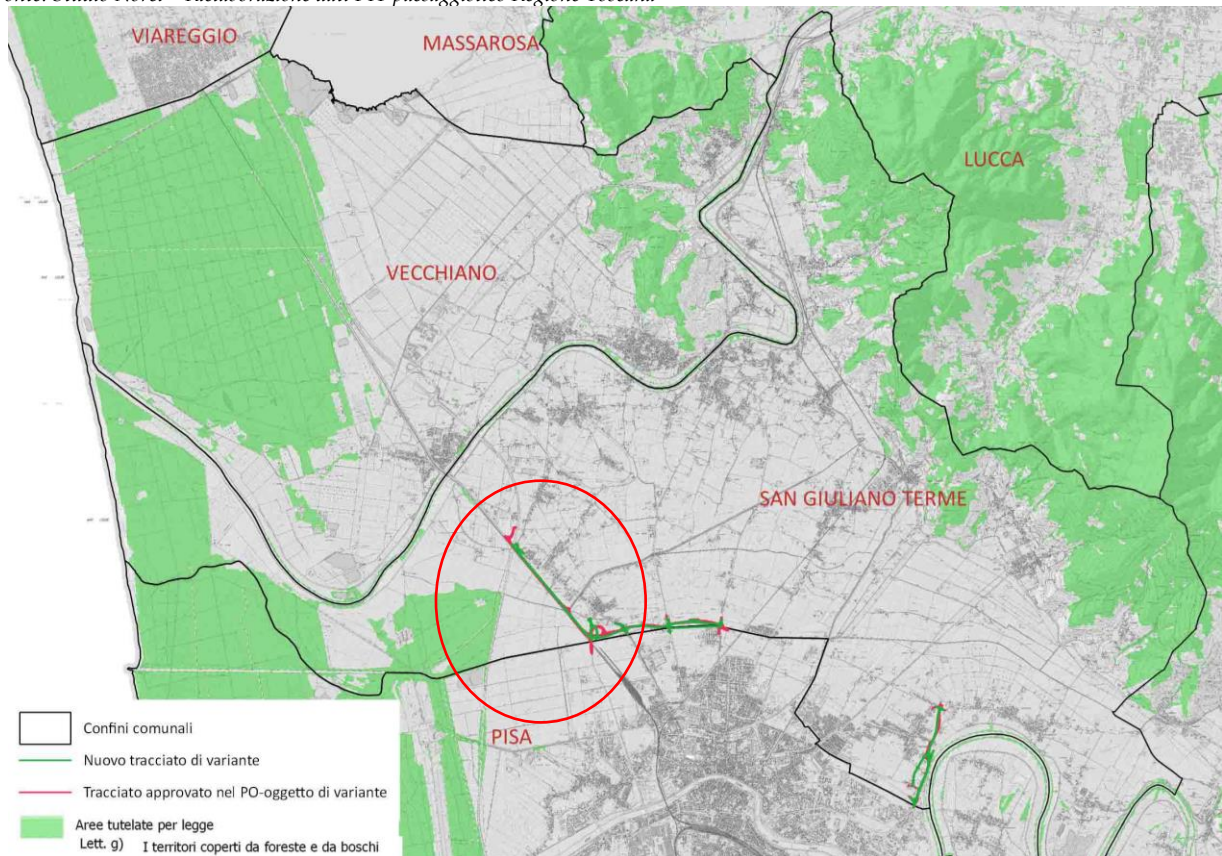 VIAREGGIO
MASSAROSA
LUCCA
VECCHIANO
SAN GIULIANO TERME
PISA
Confini comunali
Nuovo tracciato di variante
Tracciato approvato nel PO-oggetto di variante
Aree tutelate per legge
Lett. g) I territori coperti da foreste e da boschi